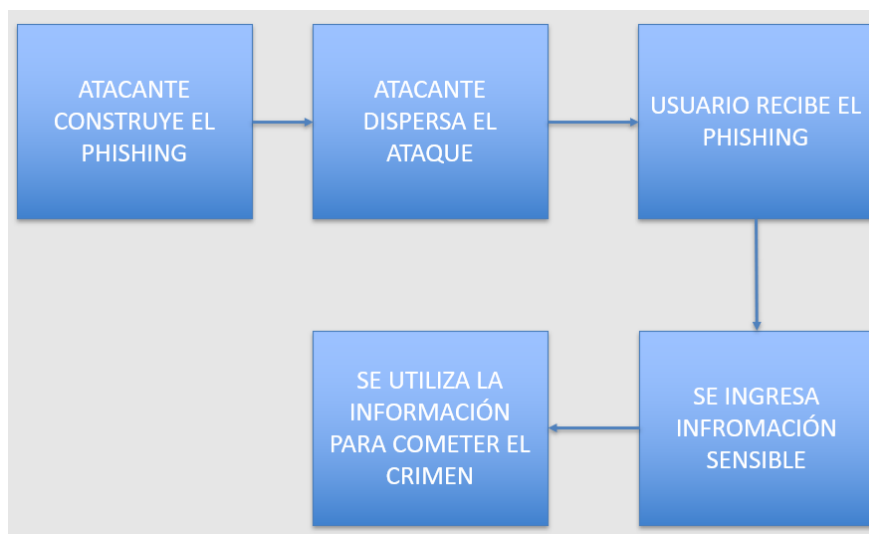 ATACANTE
CONSTRUYE EL
PHISHING
ATACANTE
DISPERSA EL
ATAQUE
USUARIO RECIBE EL
PHISHING
SE INGRESA
INFROMACIÓN
SENSIBLE
SE UTILIZA LA
INFORMACIÓN
PARA COMETER EL
CRIMEN